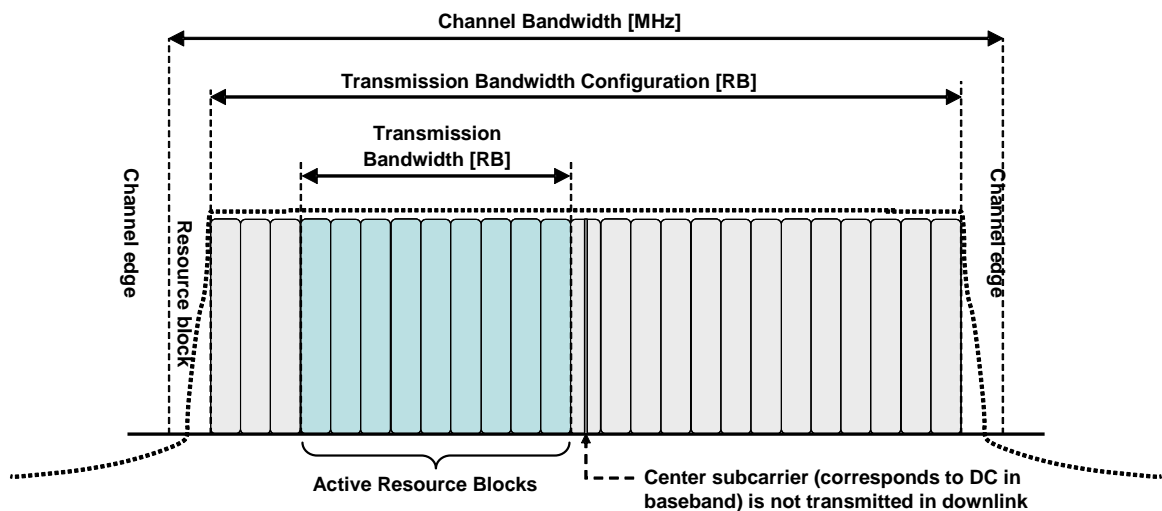 Channel Bandwidth [MHz]
Transmission Bandwidth Configuration [RB]
Transmission
Bandwidth [RB]
Channel edge
Resource block
Channel edge
Active Resource Blocks
Center subcarrier (corresponds to DC in
baseband) is not transmitted in downlink